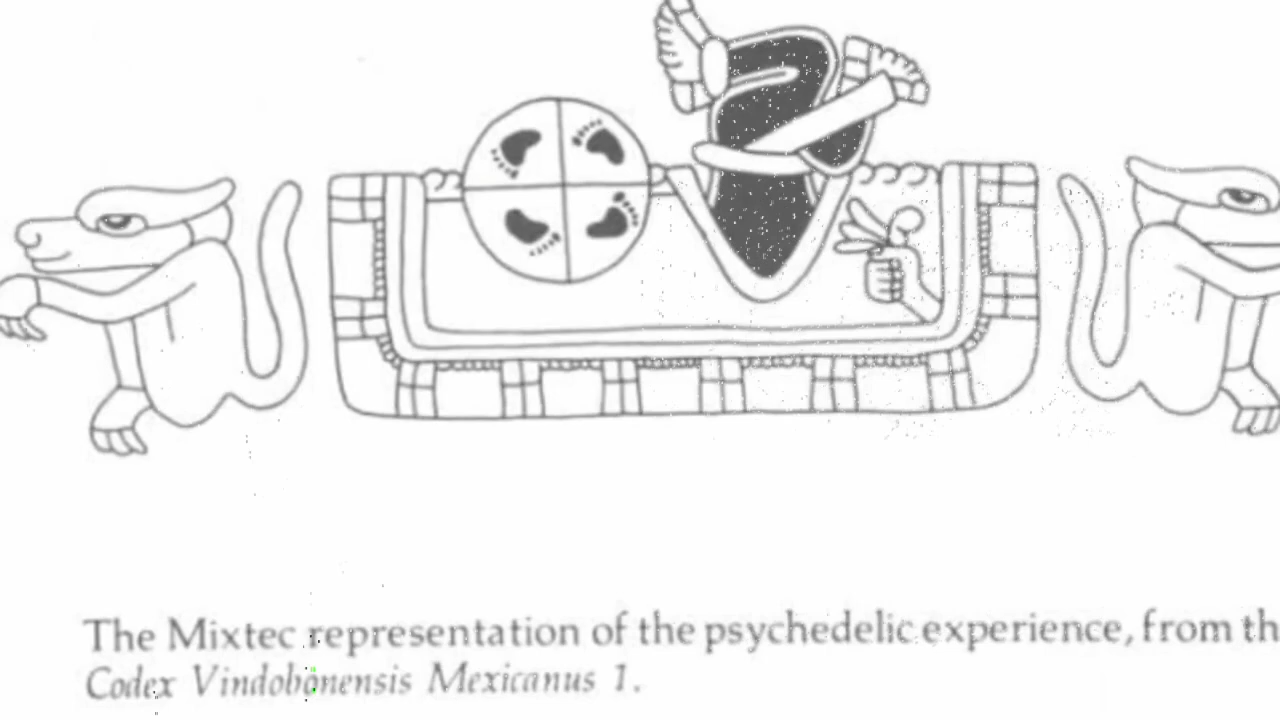 The Mixtec representation of the psychedelic experience, from th
Codex Vindobonensis Mexicanus 1.